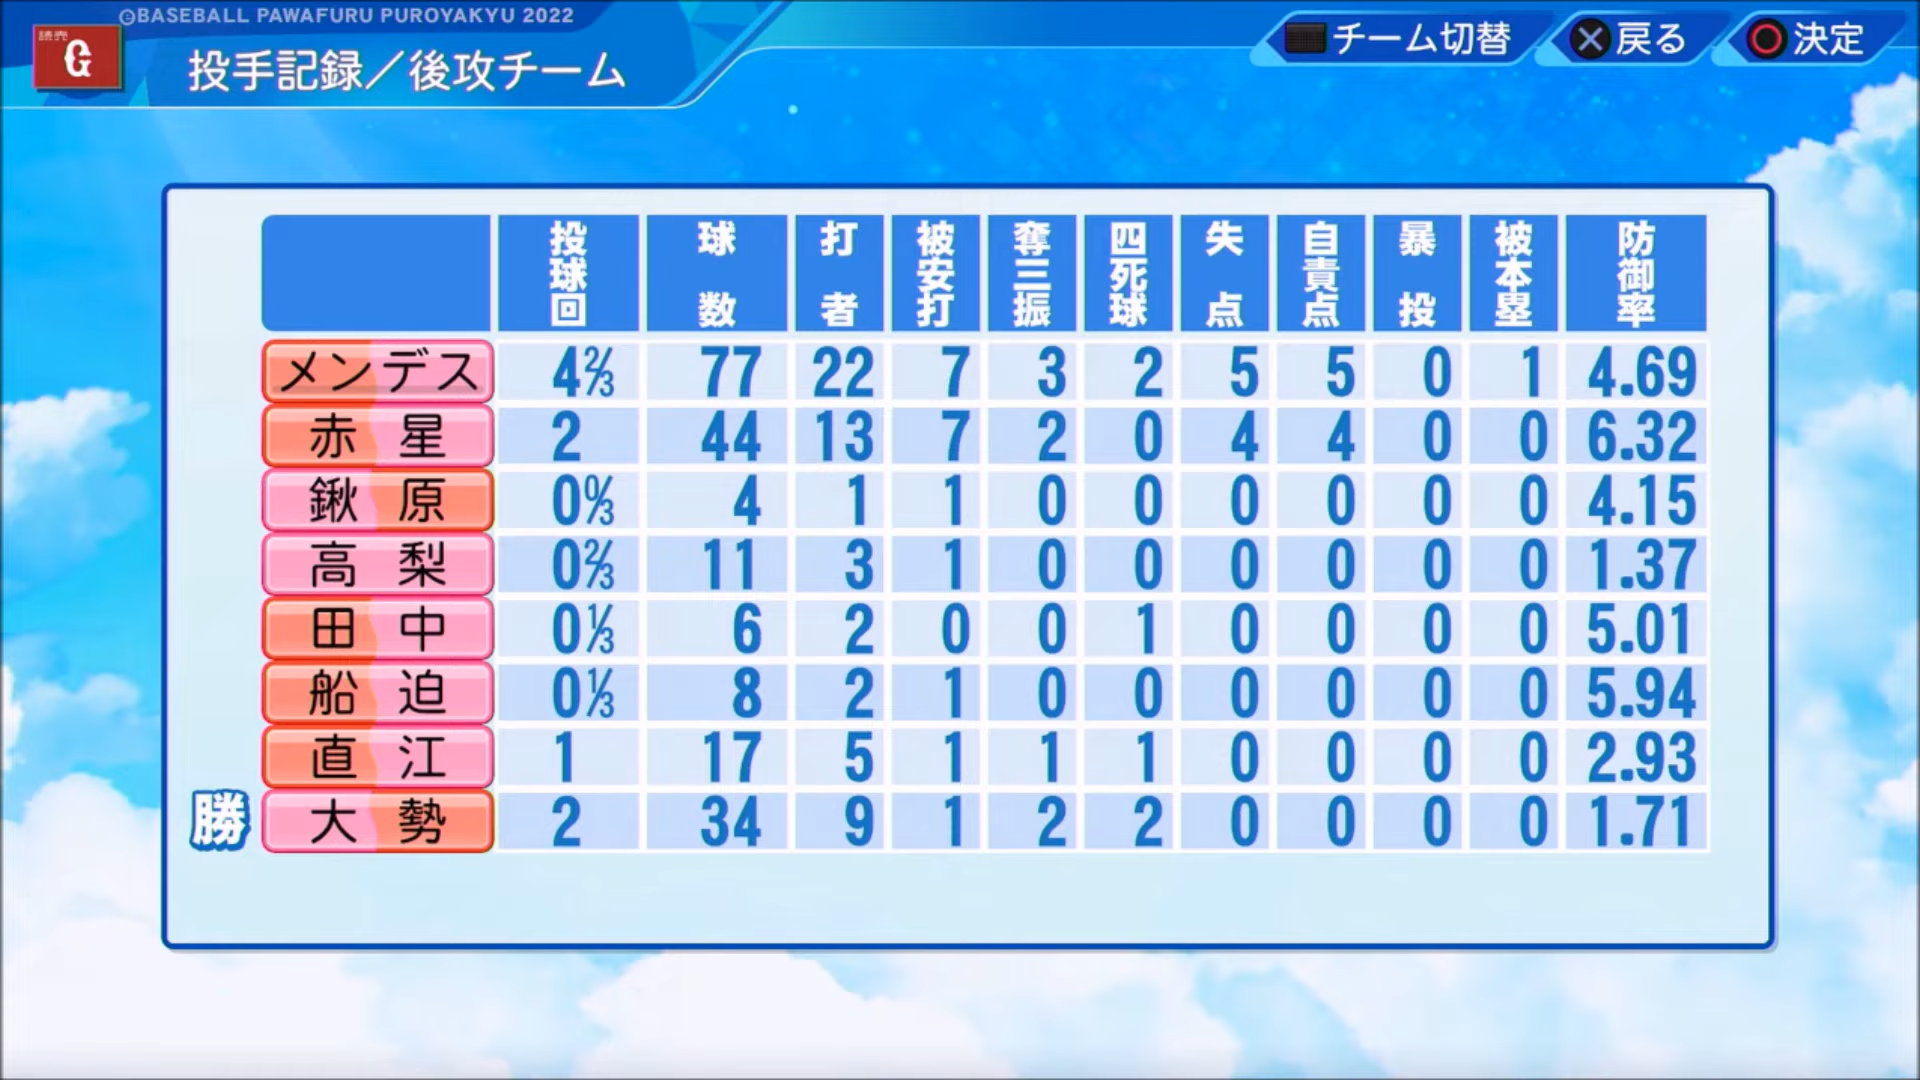 ©BASEBALL PAWAFURU PUROYAKYU 2022
読売 G
投手記録／後攻チーム
チーム切替 戻る 決定
投球回 球数 打者 被安打 奪三振 四死球 失点 自責点 暴投 被本塁 防御率
メンデス 4⅔ 77 22 7 3 2 5 5 0 1 4.69
赤星 2 44 13 7 2 0 4 4 0 0 6.32
鍬原 0 0/3 4 1 1 0 0 0 0 0 0 4.15
高梨 0⅔ 11 3 1 0 0 0 0 0 0 1.37
田中 0⅓ 6 2 0 0 1 0 0 0 0 5.01
船迫 0⅓ 8 2 1 0 0 0 0 0 0 5.94
直江 1 17 5 1 1 1 0 0 0 0 2.93
勝 大勢 2 34 9 1 2 2 0 0 0 0 1.71